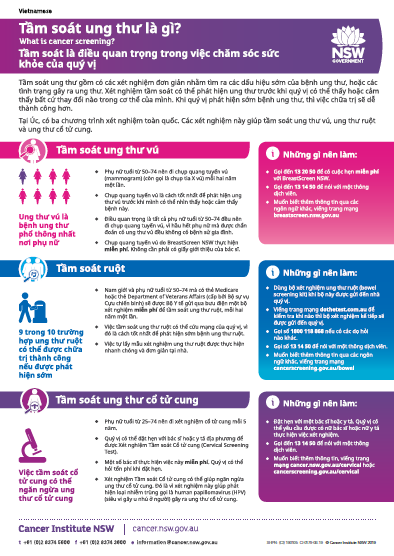 Vietnamese
Tầm soát ung thư là gì?
What is cancer screening?
Tầm soát là điều quan trọng trong việc chăm sóc sức
khỏe của quý vị
NSW
GOVERNMENT
Tầm soát ung thư gồm có các xét nghiệm đơn giản nhằm tìm ra các dấu hiệu sớm của bệnh ung thư, hoặc các
tình trạng gây ra ung thư. Xét nghiệm tầm soát có thể phát hiện ung thư trước khi quý vị có thể thấy hoặc cảm
thấy bất cứ thay đổi nào trong cơ thể của mình. Khi quý vị phát hiện sớm bệnh ung thư, thì việc chữa trị sẽ dễ
thành công hơn.
Tại Úc, có ba chương trình xét nghiệm toàn quốc. Các xét nghiệm này giúp tầm soát ung thư vú, ung thư ruột
và ung thư cổ tử cung.
Tầm soát ung thư vú
Ung thư vú là
bệnh ung thư
phổ thông nhất
nơi phụ nữ
Phụ nữ tuổi từ 50–74 nên đi chụp quang tuyến vú
(mammogram) (còn gọi là chụp tia X vú) mỗi hai năm
một lần.
Chụp quang tuyến vú là cách tốt nhất để phát hiện ung
thư vú trước khi mình có thể nhìn thấy hoặc cảm thấy
bệnh này.
Điều quan trọng là tất cả phụ nữ tuổi từ 50–74 đều nên
đi chụp quang tuyến vú, vì hầu hết phụ nữ mà được chẩn
đoán có ung thư vú đều không có bệnh sử gia đình.
Chụp quang tuyến vú do BreastScreen NSW thực hiện
miễn phí. Không cần phải có giấy giới thiệu của bác sĩ.
Những gì nên làm:
Gọi đến 13 20 50 để có cuộc hẹn miễn phí
với BreastScreen NSW.
Gọi đến 13 14 50 để nói với một thông
dịch viên.
Muốn biết thêm thông tin qua các
ngôn ngữ khác, viếng trang mạng
breastscreen.nsw.gov.au
Tầm soát ruột
9 trong 10 trường
hợp ung thư ruột
có thể được chữa
trị thành công
nếu được phát
hiện sớm
Nam giới và phụ nữ tuổi từ 50–74 mà có thẻ Medicare
hoặc thẻ Department of Veterans Affairs (cấp bởi Bộ sự vụ
Cựu chiến binh) sẽ được Bộ Y tế gửi qua bưu điện một bộ
xét nghiệm miễn phí để tầm soát ung thư ruột, mỗi hai
năm một lần.
Việc tầm soát ung thư ruột có thể cứu mạng của quý vị, vì
đó là cách tốt nhất để phát hiện sớm bệnh ung thư ruột.
Việc tự lấy mẫu xét nghiệm ung thư ruột được thực hiện
nhanh chóng và đơn giản tại nhà.
Những gì nên làm:
Dùng bộ xét nghiệm ung thư ruột (bowel
screening kit) khi bộ này được gửi đến nhà
quý vị.
Viếng trang mạng dothetest.com.au để
kiểm tra khi nào thì bộ xét nghiệm kế tiếp sẽ
được gửi đến quý vị.
Gọi số 1800 118 868 nếu có các dọ hỏi
nào khác.
Gọi số 13 14 50 để nói với một thông dịch viên.
Muốn biết thêm thông tin qua các ngôn
ngữ khác, viếng trang mạng
cancerscreening.gov.au/bowel
Tầm soát ung thư cổ tử cung
Việc tầm soát cổ
tử cung có thể
ngăn ngừa ung
thư cổ tử cung
Phụ nữ tuổi từ 25–74 nên đi xét nghiệm cổ tử cung mỗi 5
năm.
Quý vị có thể đặt hẹn với bác sĩ hoặc y tá địa phương để
được Xét nghiệm Tầm soát Cổ tử cung (Cervical Screening
Test).
Một số bác sĩ thực hiện việc này miễn phí. Quý vị có thể
hỏi tổn phí khi đặt hẹn.
Xét nghiệm Tầm soát Cổ tử cung có thể giúp ngăn ngừa
ung thư cổ tử cung. Đó là vì xét nghiệm này giúp phát
hiện loại nhiễm trùng gọi là human papillomavirus (HPV)
(siêu vi gây u nhú ở người) gây ra ung thư cổ tử cung.
Những gì nên làm:
Đặt hẹn với một bác sĩ hoặc y tá. Quý vị có
thể yêu cầu được có nữ bác sĩ hoặc nữ y tá
thực hiện việc xét nghiệm.
Gọi đến 13 14 50 để nói với một thông
dịch viên.
Muốn biết thêm thông tin, viếng trang
mạng cancer.nsw.gov.au/cervical hoặc
cancerscreening.gov.au/cervical
Cancer Institute NSW
cancer.nsw.gov.au
t +61 (0)2 8374 5600 f +61 (0)2 8374 3600 e information@cancer.nsw.gov.au
© Cancer Institute NSW 2019